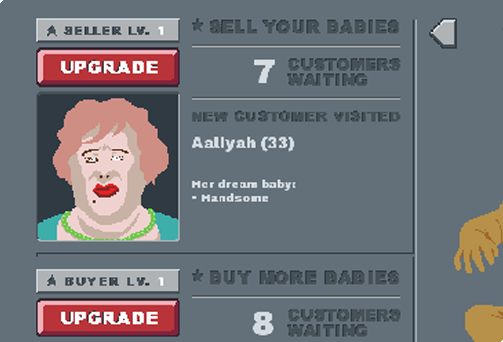 SELLER LV. 1
★ SELL YOUR BABIES
UPGRADE
7 CUSTOMERS WAITING
NEW CUSTOMER VISITED
Aaliyah (33)
Her dream baby:
- Handsome
BUYER LV. 1
★ BUY MORE BABIES
UPGRADE
8 CUSTOMERS WAITING